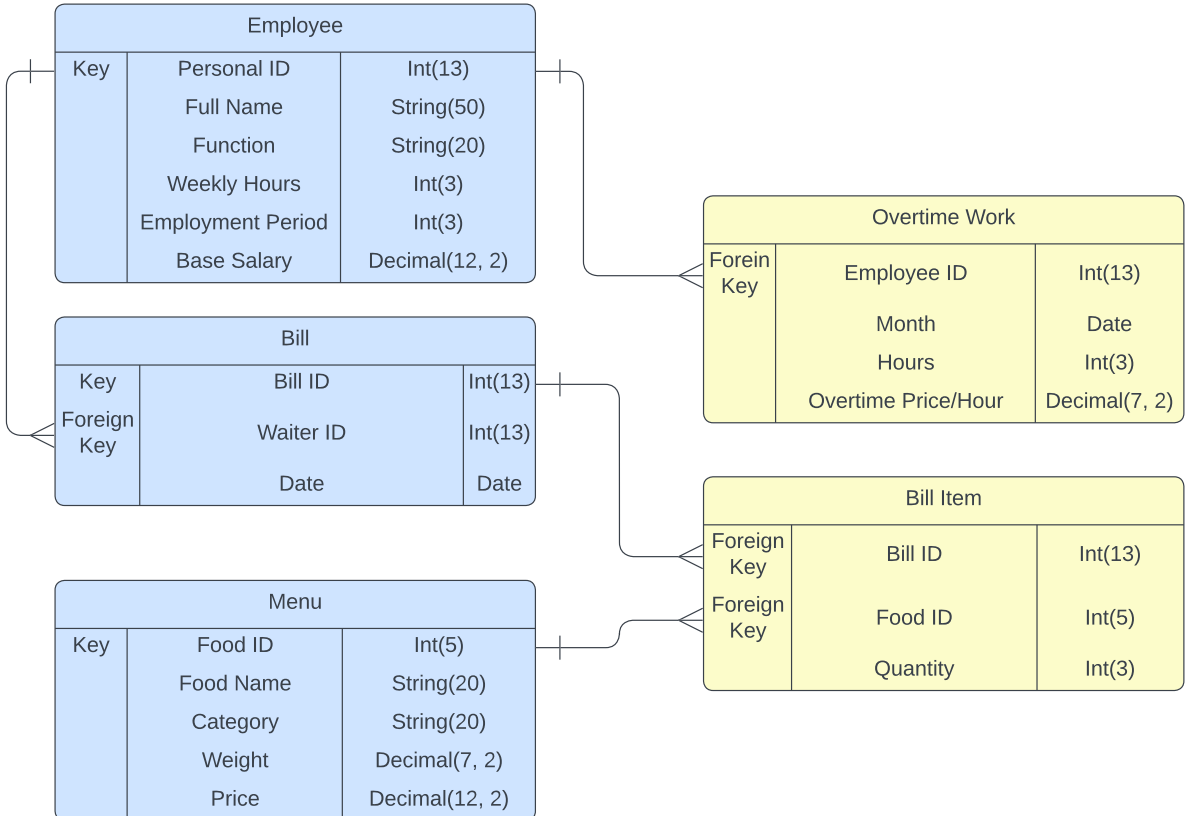 Employee
Key Personal ID Int(13)
Full Name String(50)
Function String(20)
Weekly Hours Int(3)
Employment Period Int(3)
Base Salary Decimal(12, 2)
Overtime Work
Forein
Key
Employee ID Int(13)
Month Date
Hours Int(3)
Overtime Price/Hour Decimal(7, 2)
Bill
Key Bill ID Int(13)
Foreign
Key
Waiter ID Int(13)
Date Date
Bill Item
Foreign
Key
Bill ID Int(13)
Foreign
Key
Food ID Int(5)
Quantity Int(3)
Menu
Key Food ID Int(5)
Food Name String(20)
Category String(20)
Weight Decimal(7, 2)
Price Decimal(12, 2)